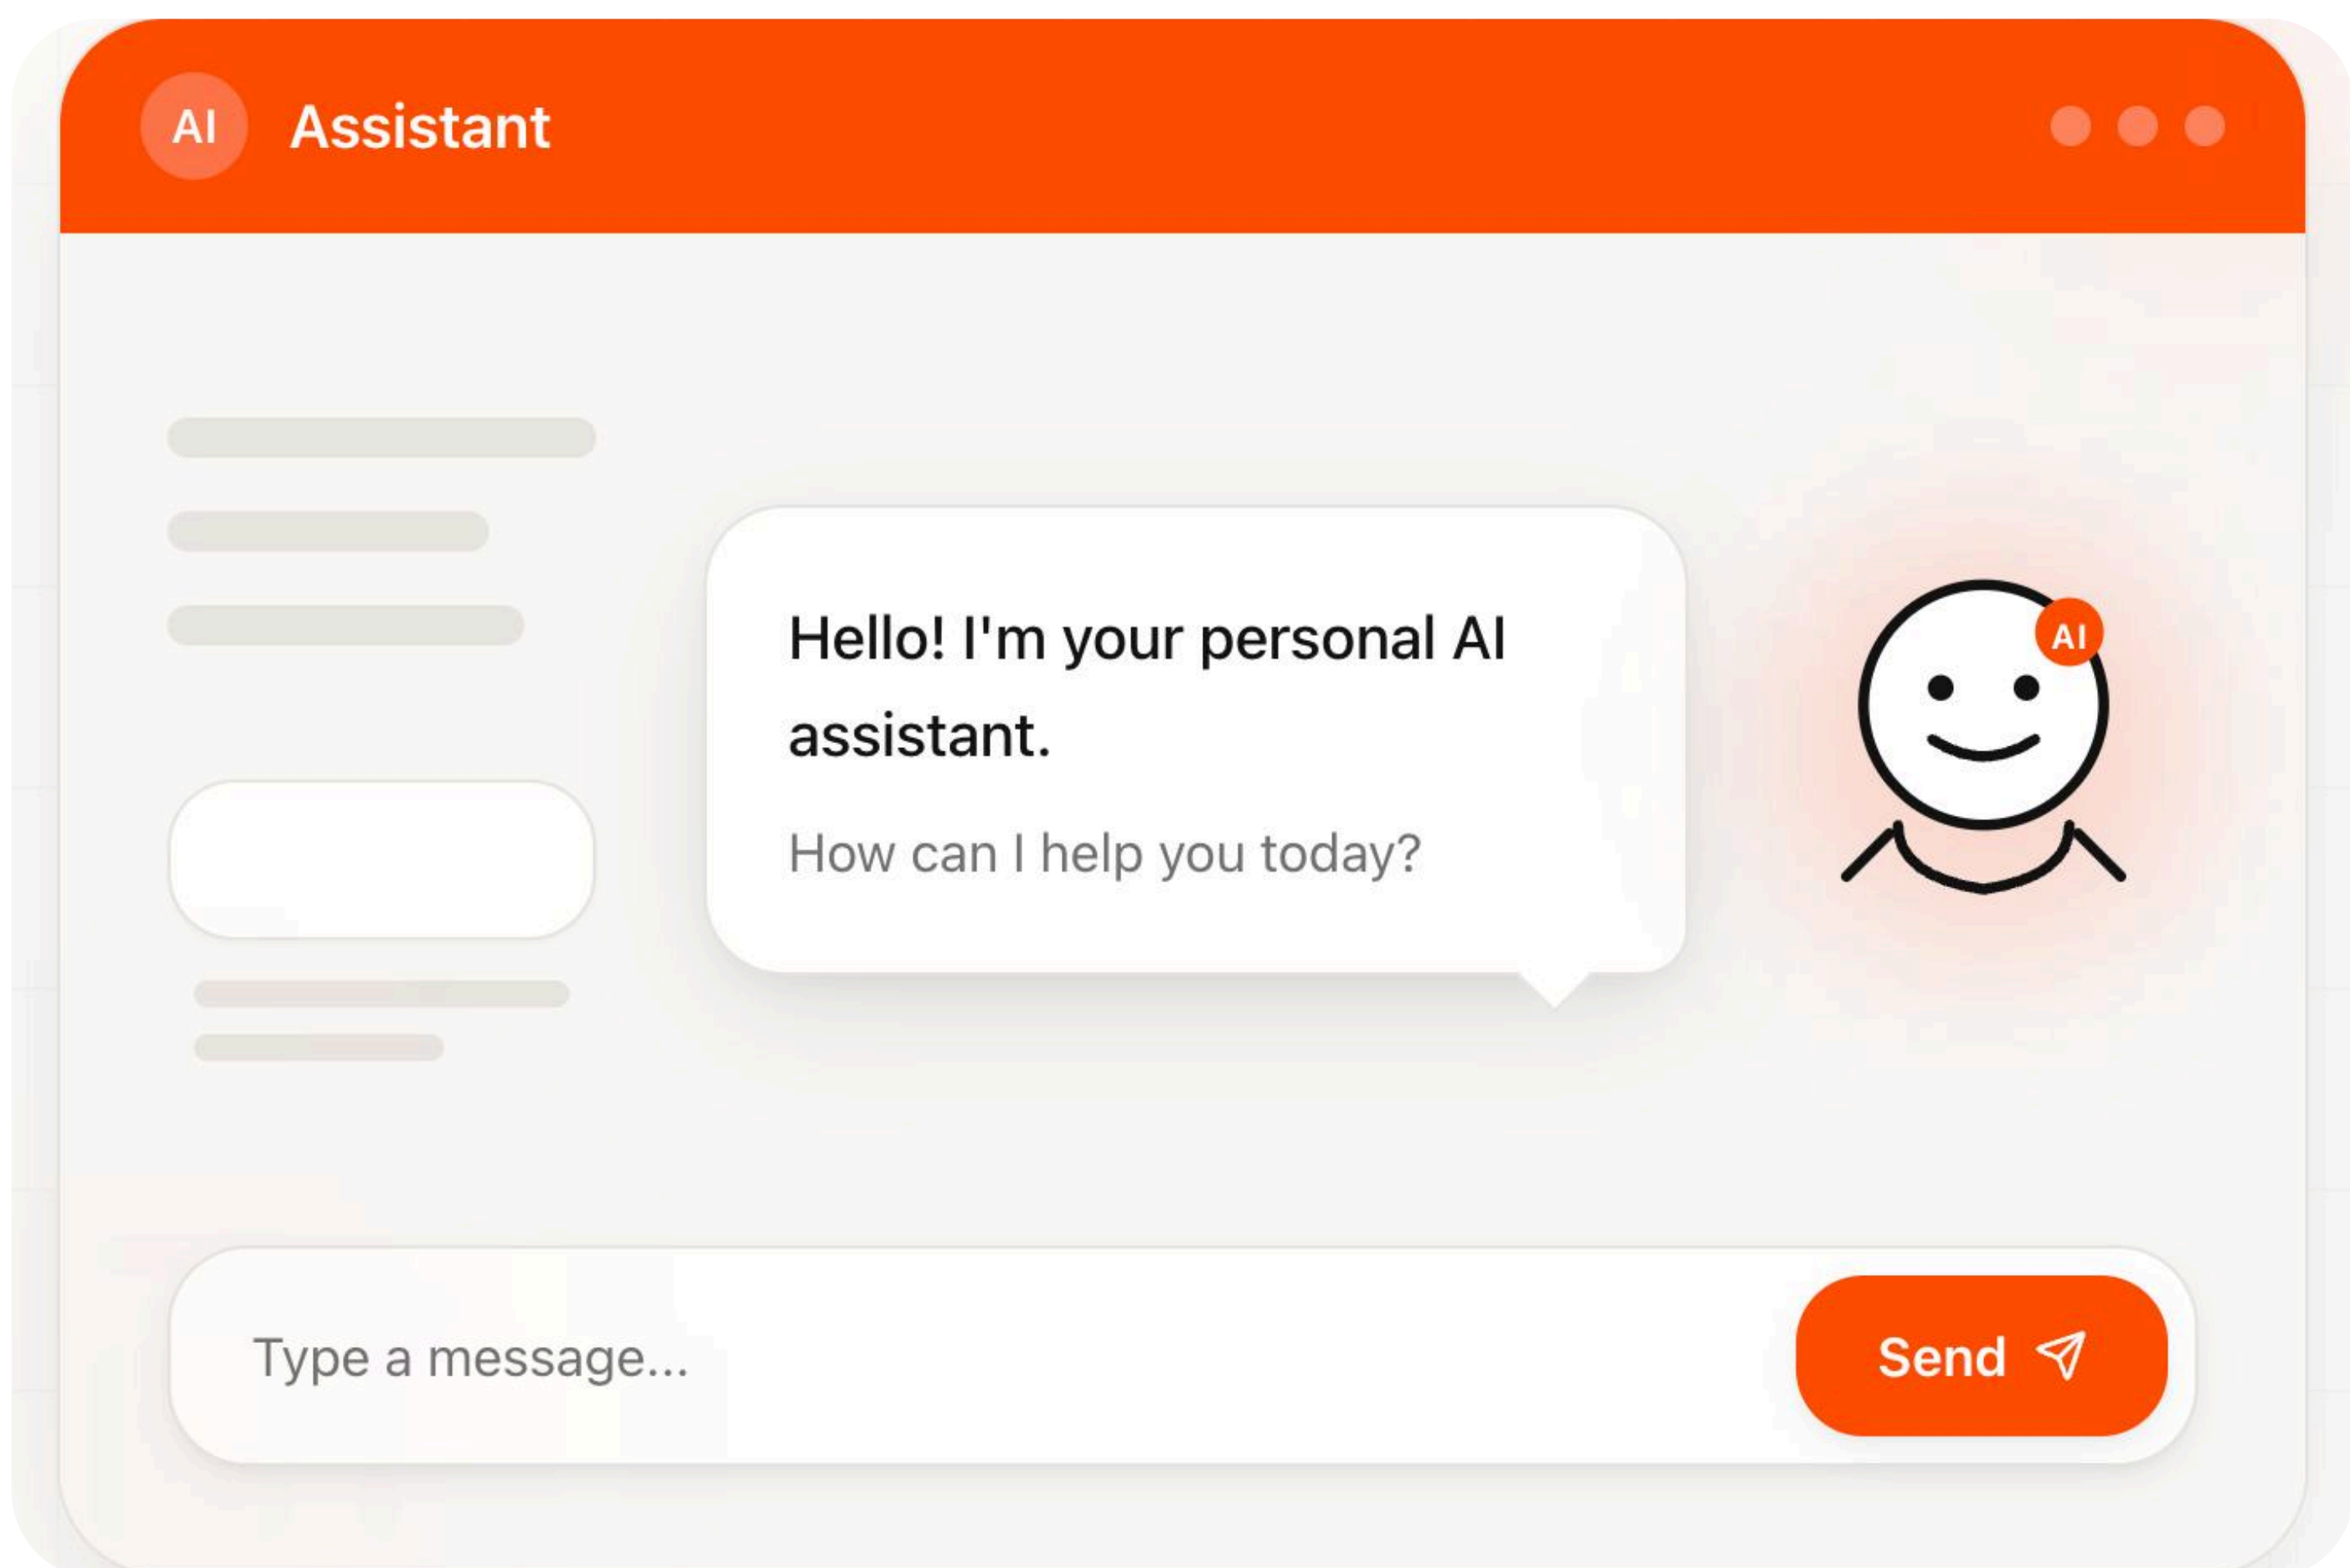 AI Assistant
Hello! I'm your personal AI
assistant.
How can I help you today?
AI
Type a message...
Send